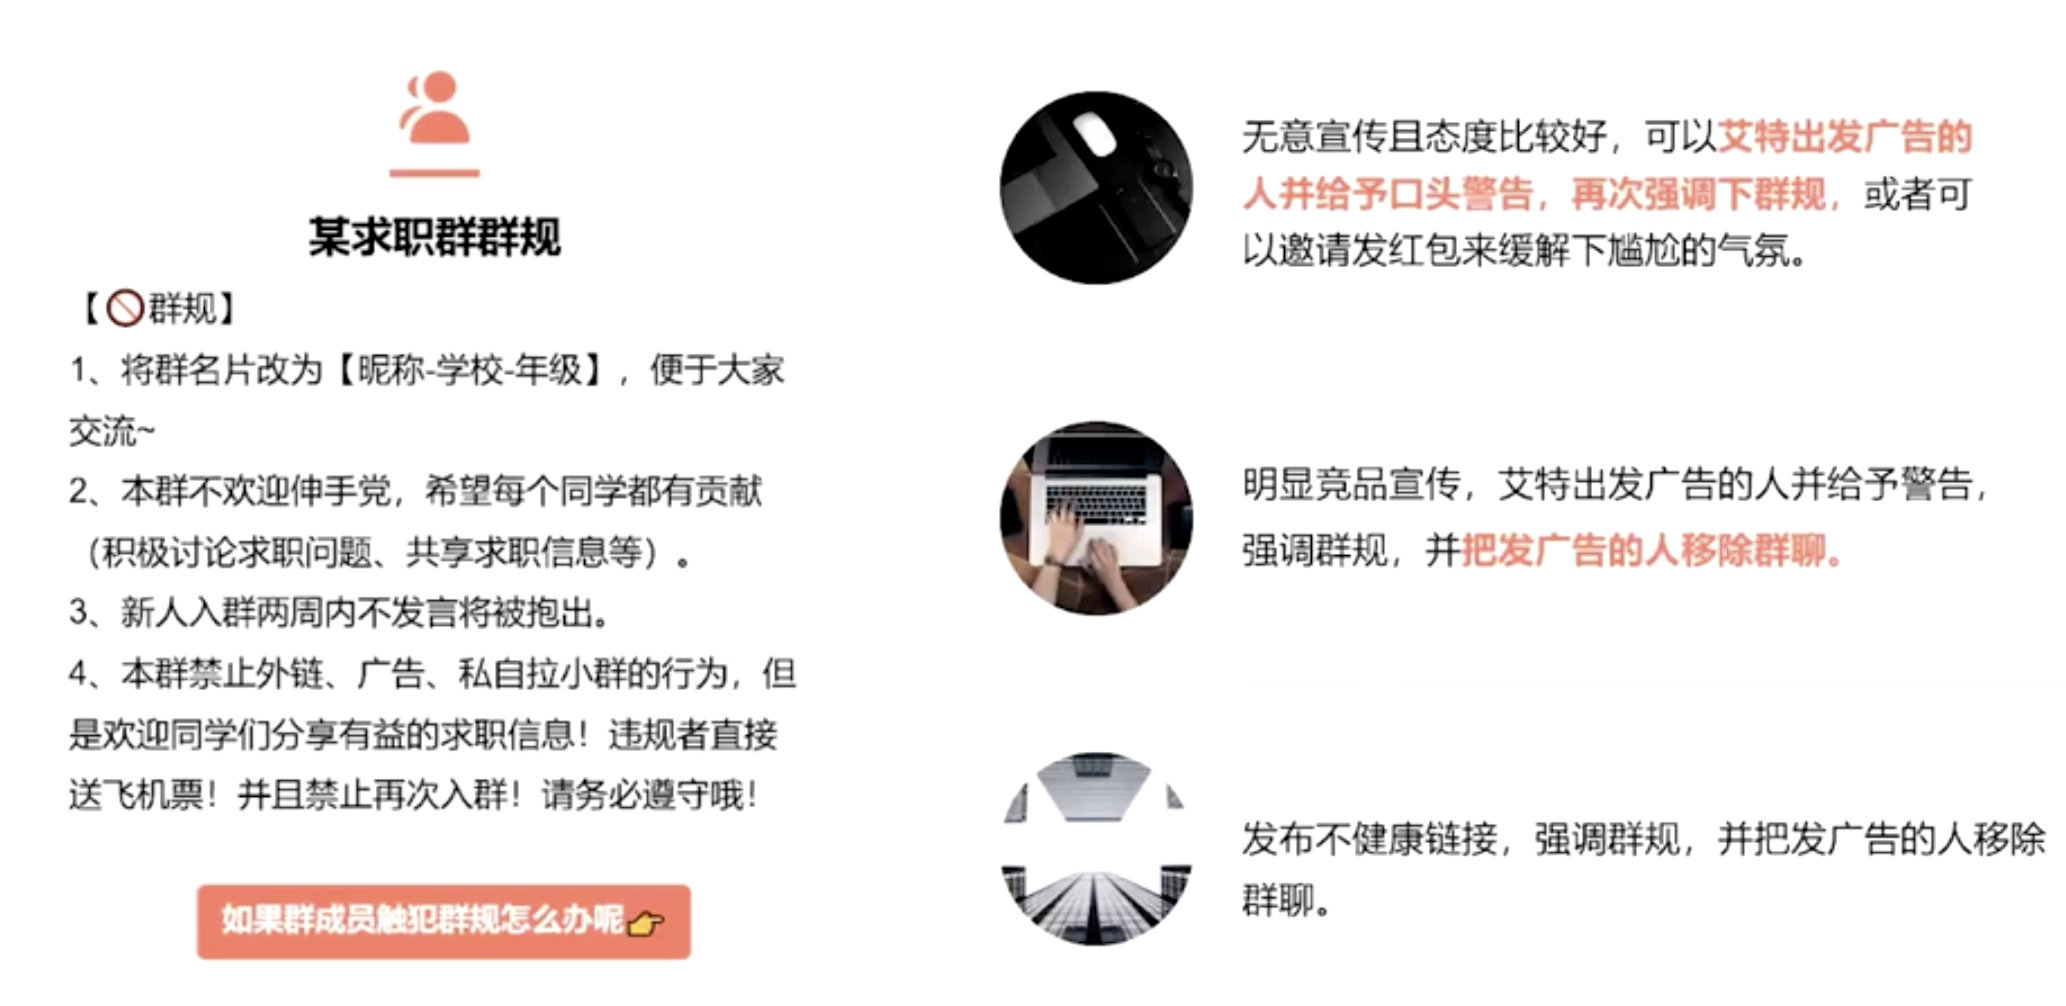 某求职群群规
【🚫群规】
1、将群名片改为【昵称-学校-年级】，便于大家
交流~
2、本群不欢迎伸手党，希望每个同学都有贡献
（积极讨论求职问题、共享求职信息等）。
3、新人入群两周内不发言将被抱出。
4、本群禁止外链、广告、私自拉小群的行为，但
是欢迎同学们分享有益的求职信息！违规者直接
送飞机票！并且禁止再次入群！请务必遵守哦！
如果群成员触犯群规怎么办呢👉
无意宣传且态度比较好，可以艾特出发广告的
人并给予口头警告，再次强调下群规，或者可
以邀请发红包来缓解下尴尬的气氛。
明显竞品宣传，艾特出发广告的人并给予警告，
强调群规，并把发广告的人移除群聊。
发布不健康链接，强调群规，并把发广告的人移除
群聊。